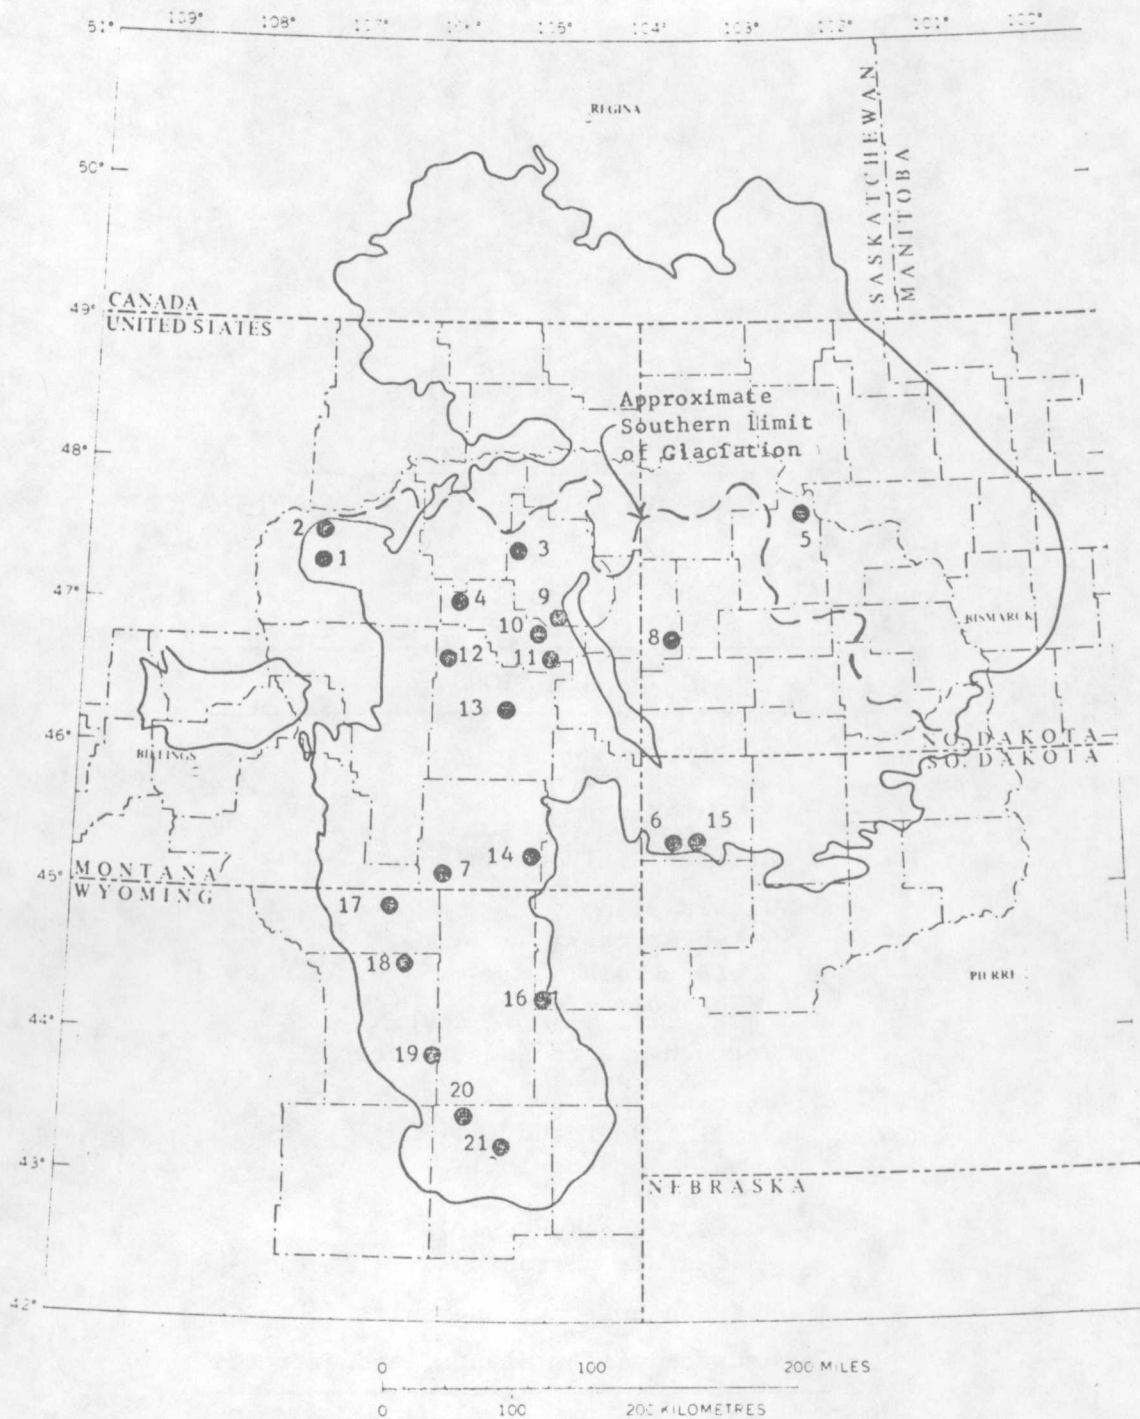 51° 109° 108° 107° 106° 105° 104° 103° 102° 101° 100°
REGINA
SASKATCHEWAN
MANITOBA
50°
CANADA
49°
UNITED STATES
Approximate
Southern limit
of Glaciation
48°
2
1
3
5
47°
4
9
10
8
BISMARCK
12
11
13
46°
BILLINGS
NO. DAKOTA
SO. DAKOTA
6
15
14
7
MONTANA
45°
WYOMING
17
18
16
PIERRE
44°
19
20
21
43°
NEBRASKA
42°
0 100 200 MILES
0 100 200 KILOMETRES